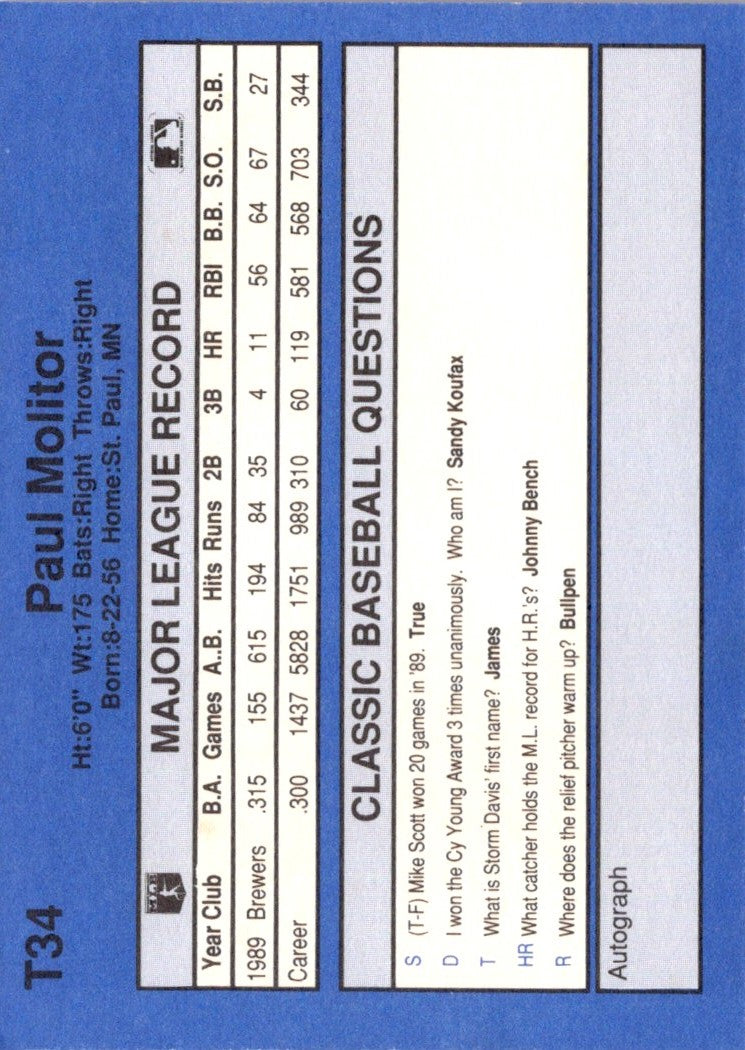 T34
Paul Molitor
Ht:6'0" Wt:175 Bats:Right Throws:Right
Born:8-22-56 Home:St. Paul, MN
MAJOR LEAGUE RECORD
Year Club B.A. Games A..B. Hits Runs 2B 3B HR RBI B.B. S.O. S.B.
1989 Brewers .315 155 615 194 84 35 4 11 56 64 67 27
Career .300 1437 5828 1751 989 310 60 119 581 568 703 344
CLASSIC BASEBALL QUESTIONS
S (T-F) Mike Scott won 20 games in '89. True
D I won the Cy Young Award 3 times unanimously. Who am I? Sandy Koufax
T What is Storm Davis' first name? James
HR What catcher holds the M.L. record for H.R.'s? Johnny Bench
R Where does the relief pitcher warm up? Bullpen
Autograph